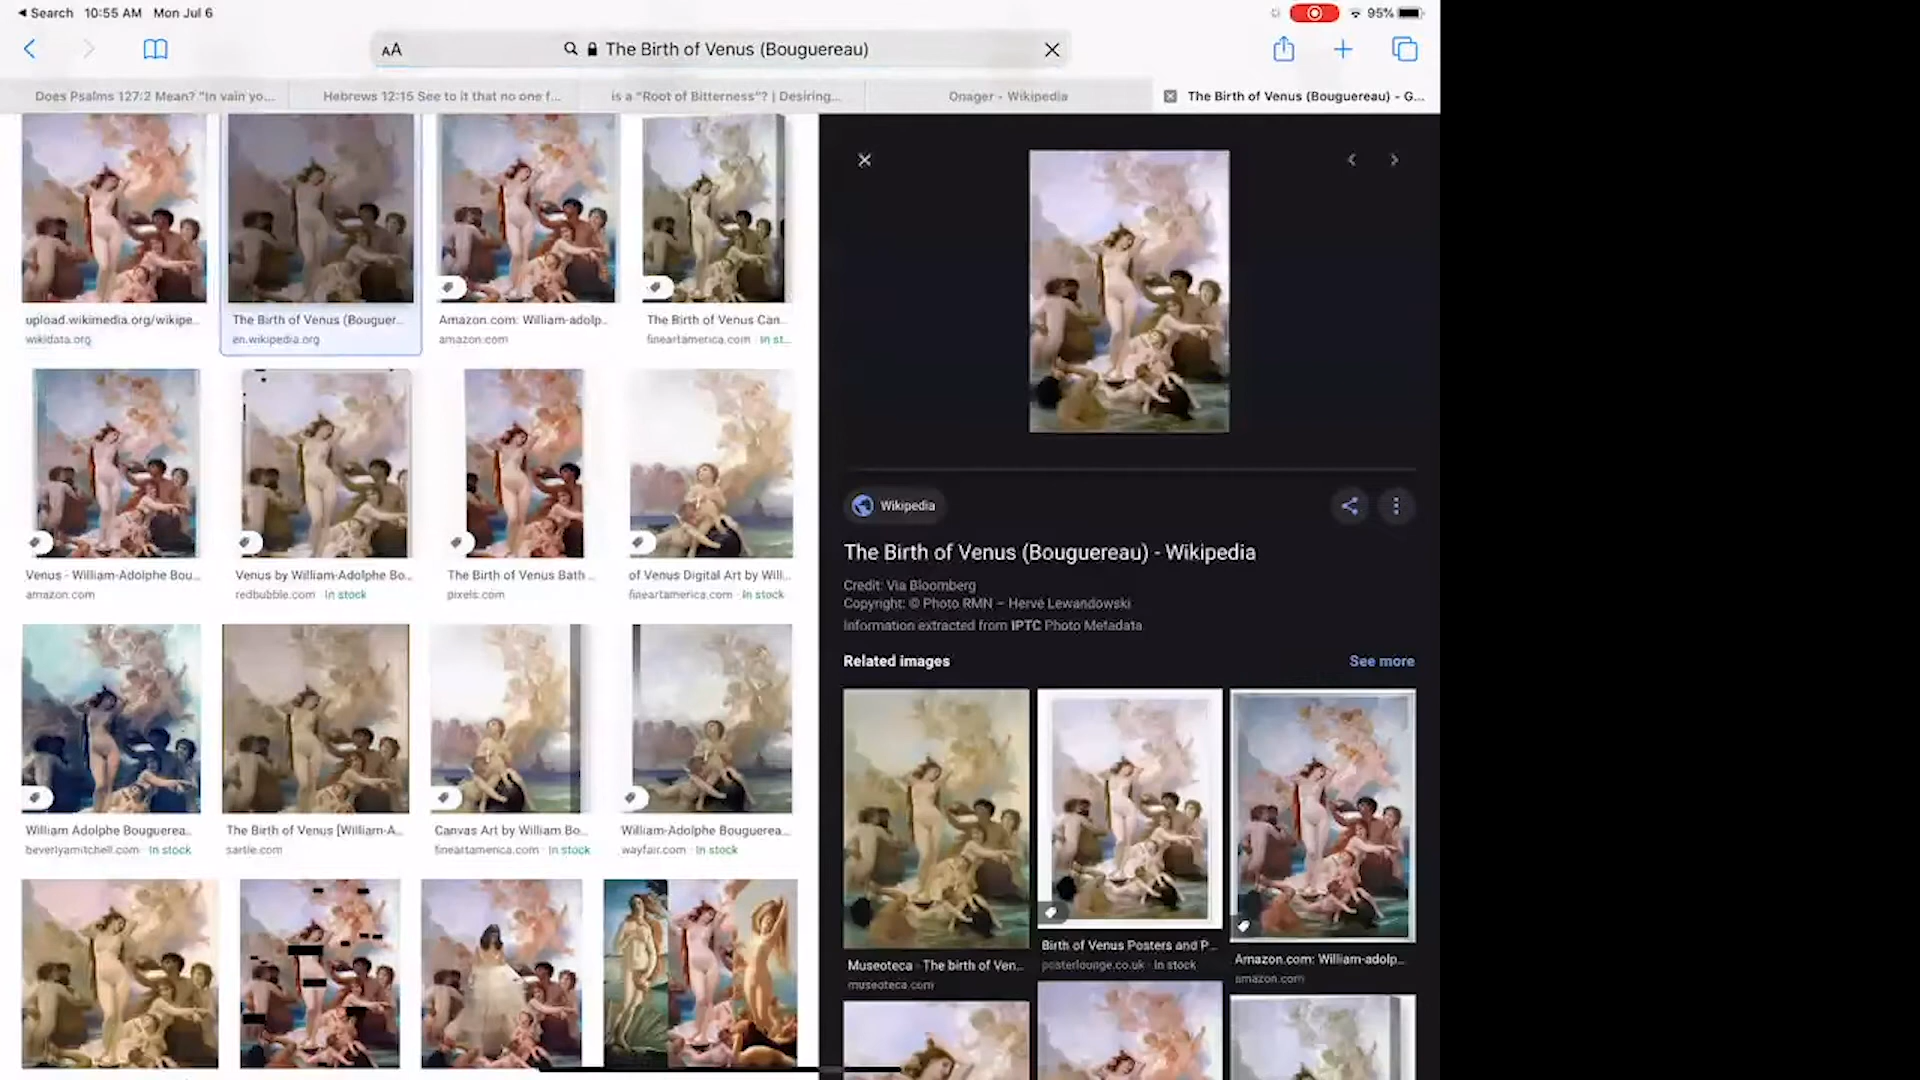 Search 10:55 AM Mon Jul 6
95%
AA The Birth of Venus (Bouguereau)
Does Psalms 127:2 Mean? "In vain yo...
Hebrews 12:15 See to it that no one f...
is a "Root of Bitterness"? | Desiring...
Onager - Wikipedia
The Birth of Venus (Bouguereau) - G...
upload.wikimedia.org/wikipe...
wikidata.org
The Birth of Venus (Bouguer...
en.wikipedia.org
Amazon.com: William-adolp...
amazon.com
The Birth of Venus Can...
fineartamerica.com · In st...
Venus - William-Adolphe Bou...
amazon.com
Venus by William-Adolphe Bo...
redbubble.com · In stock
The Birth of Venus Bath ...
pixels.com
of Venus Digital Art by Will...
fineartamerica.com · In stock
William Adolphe Bouguerea...
beverlyamitchell.com · In stock
The Birth of Venus [William-A...
sartle.com
Canvas Art by William Bo...
fineartamerica.com · In stock
William-Adolphe Bouguerea...
wayfair.com · In stock
Wikipedia
The Birth of Venus (Bouguereau) - Wikipedia
Credit: Via Bloomberg
Copyright: © Photo RMN – Hervé Lewandowski
Information extracted from IPTC Photo Metadata
Related images
See more
Museoteca - The birth of Ven...
museoteca.com
Birth of Venus Posters and P...
posterlounge.co.uk · In stock
Amazon.com: William-adolp...
amazon.com